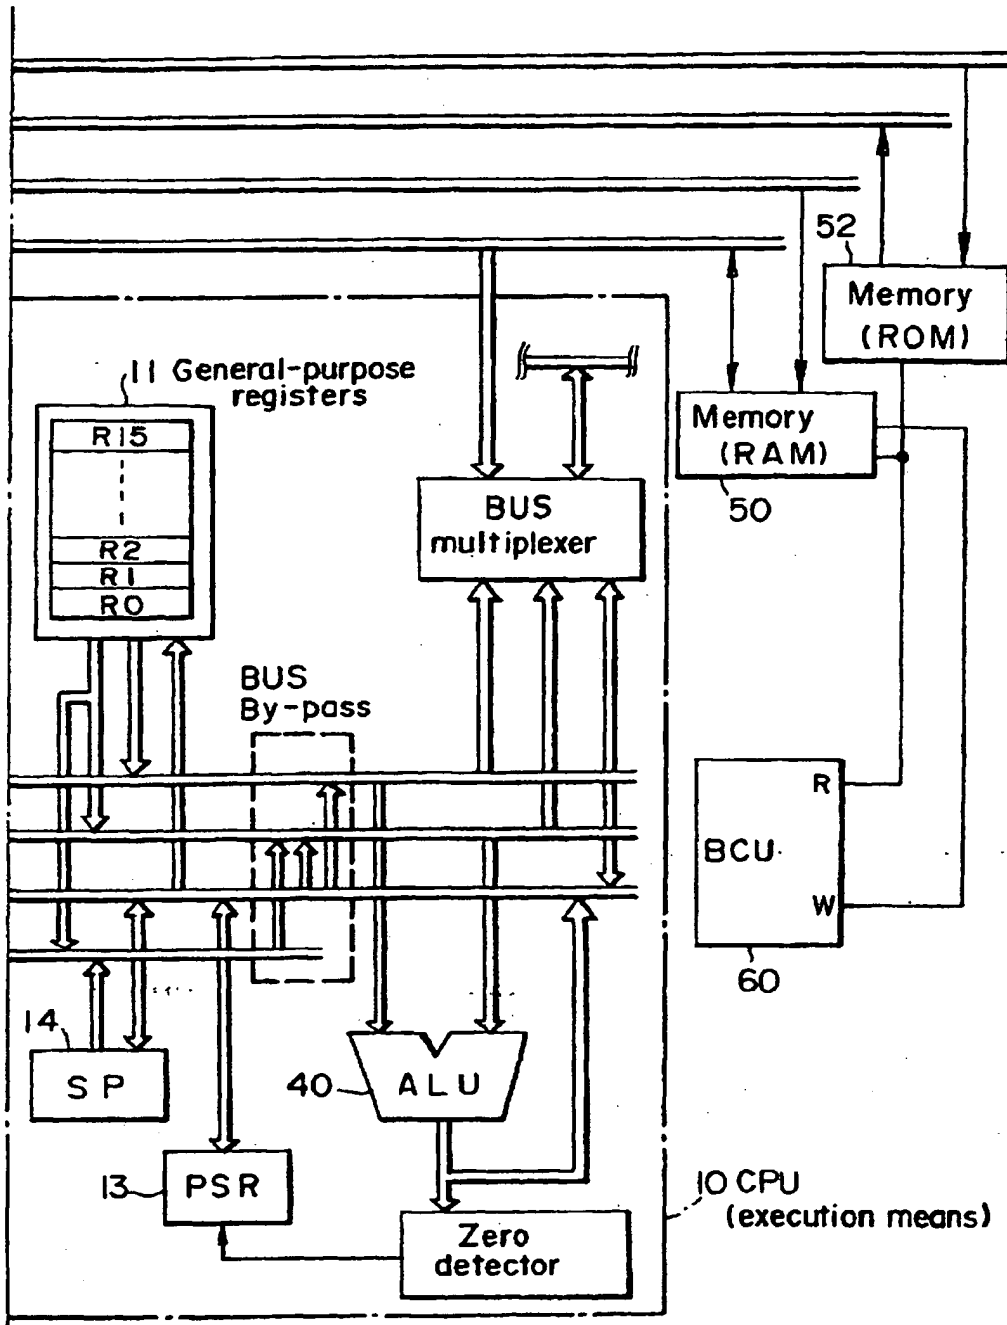 52
Memory
(ROM)
11 General-purpose
registers
R15
R2
R1
R0
Memory
(RAM)
50
BUS
multiplexer
BUS
By-pass
R
BCU
W
60
14
SP
40
ALU
13
PSR
10 CPU
(execution means)
Zero
detector